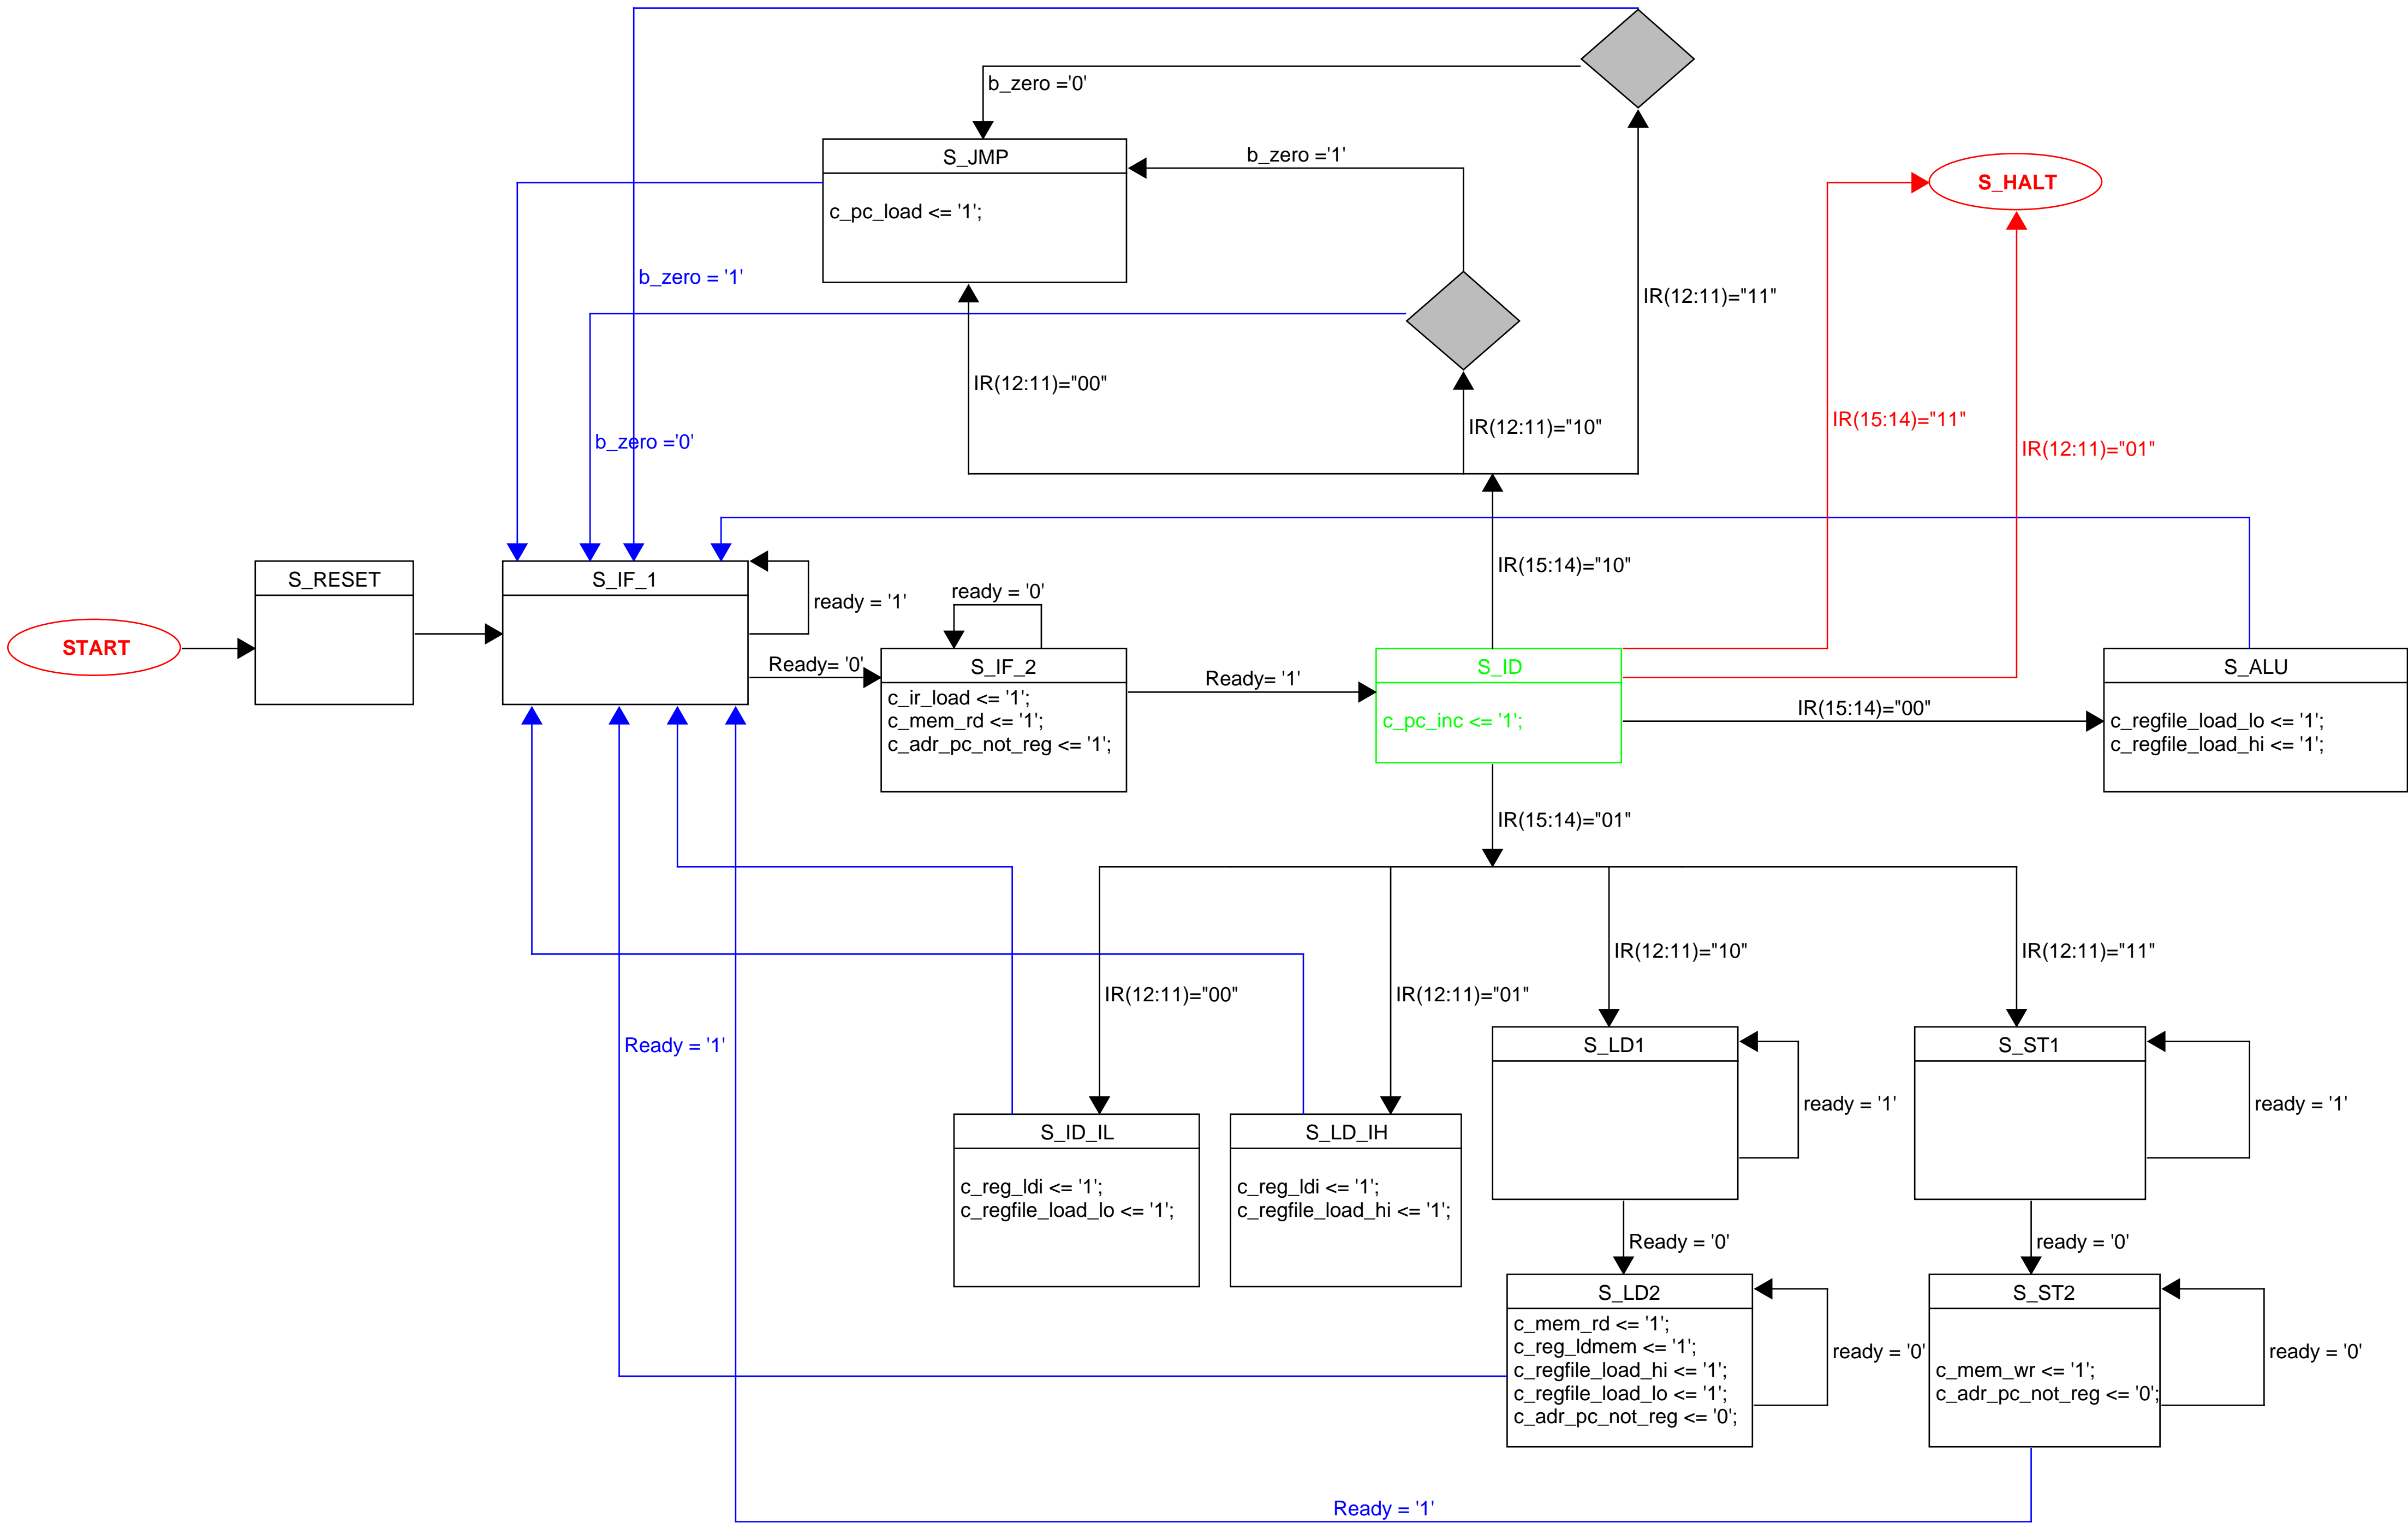 b_zero ='0'
S_JMP
c_pc_load <= '1';
b_zero ='1'
S_HALT
b_zero = '1'
IR(12:11)="11"
IR(12:11)="00"
IR(12:11)="10"
IR(15:14)="11"
b_zero ='0'
IR(12:11)="01"
START
S_RESET
S_IF_1
ready = '1'
Ready= '0'
ready = '0'
S_IF_2
c_ir_load <= '1';
c_mem_rd <= '1';
c_adr_pc_not_reg <= '1';
Ready= '1'
IR(15:14)="10"
S_ID
c_pc_inc <= '1';
IR(15:14)="00"
S_ALU
c_regfile_load_lo <= '1';
c_regfile_load_hi <= '1';
IR(15:14)="01"
IR(12:11)="00"
IR(12:11)="01"
IR(12:11)="10"
IR(12:11)="11"
Ready = '1'
S_ID_IL
c_reg_ldi <= '1';
c_regfile_load_lo <= '1';
S_LD_IH
c_reg_ldi <= '1';
c_regfile_load_hi <= '1';
S_LD1
ready = '1'
S_ST1
ready = '1'
Ready = '0'
ready = '0'
S_LD2
c_mem_rd <= '1';
c_reg_ldmem <= '1';
c_regfile_load_hi <= '1';
c_regfile_load_lo <= '1';
c_adr_pc_not_reg <= '0';
ready = '0'
S_ST2
c_mem_wr <= '1';
c_adr_pc_not_reg <= '0';
ready = '0'
Ready = '1'